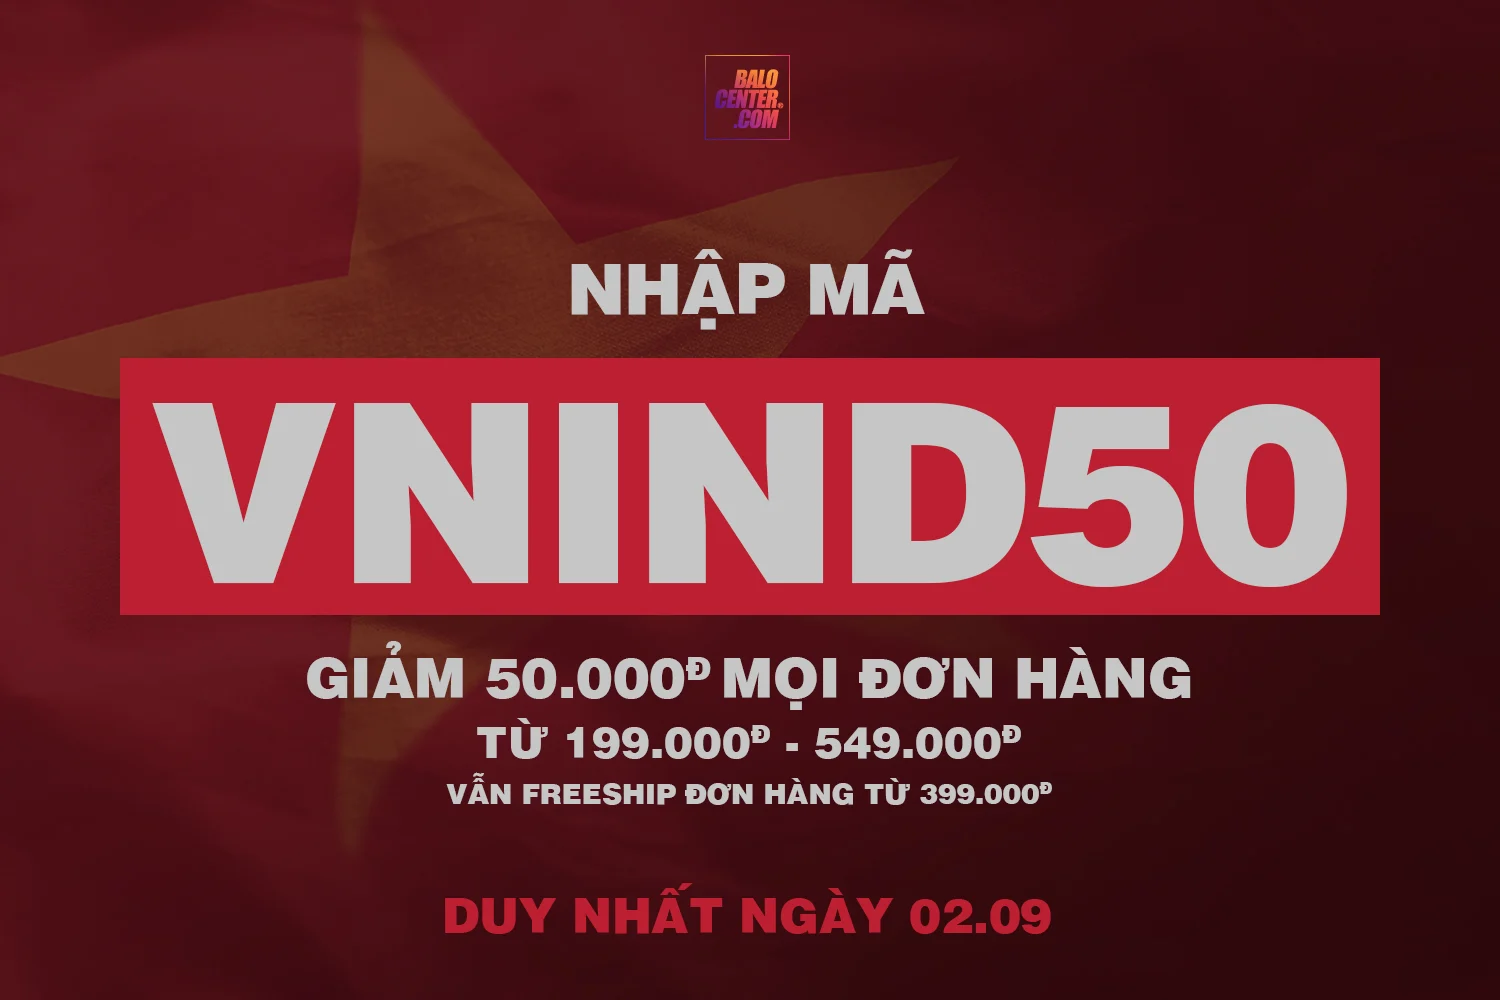 BALO
CENTER®
.COM
NHẬP MÃ
VNIND50
GIẢM 50.000Đ MỌI ĐƠN HÀNG
TỪ 199.000Đ - 549.000Đ
VẪN FREESHIP ĐƠN HÀNG TỪ 399.000Đ
DUY NHẤT NGÀY 02.09